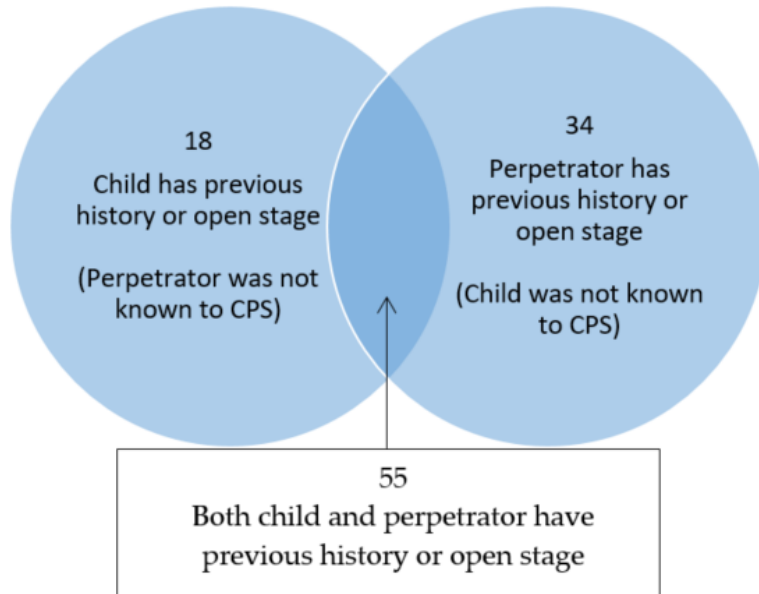 18
Child has previous
history or open stage
(Perpetrator was not
known to CPS)
34
Perpetrator has
previous history or
open stage
(Child was not known
to CPS)
55
Both child and perpetrator have
previous history or open stage